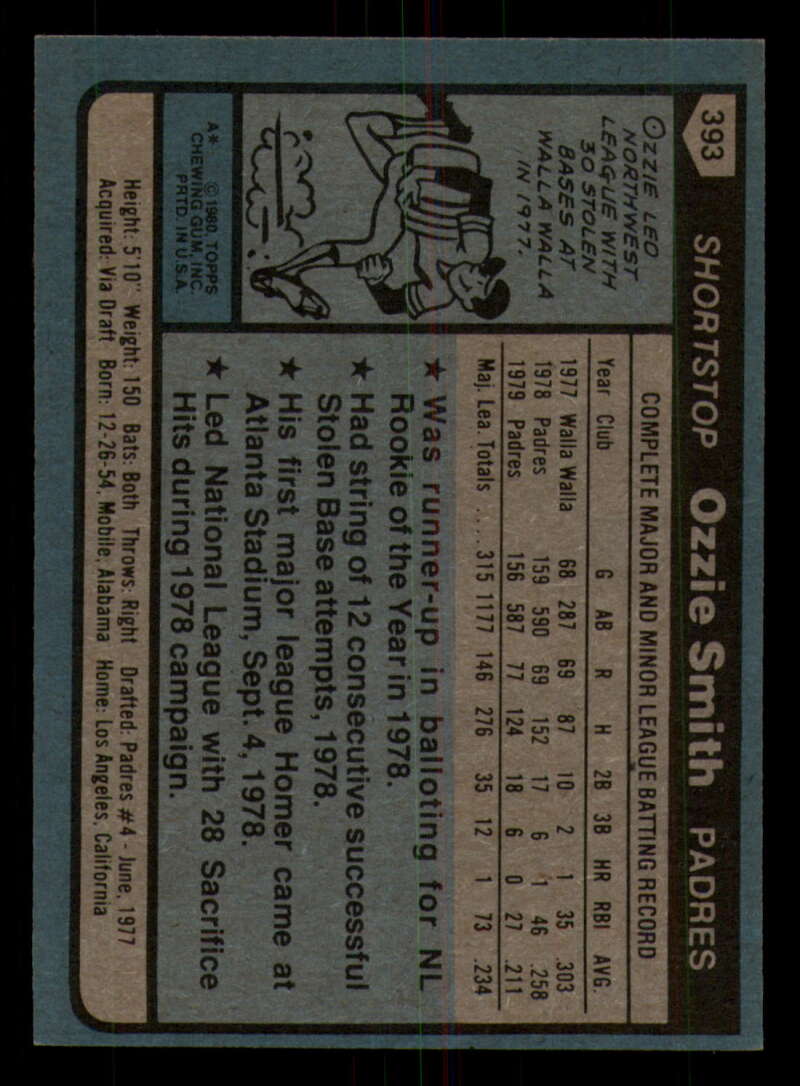 393
SHORTSTOP Ozzie Smith PADRES
OZZIE LED
NORTHWEST
LEAGUE WITH
30 STOLEN
BASES AT
WALLA WALLA
IN 1977.
COMPLETE MAJOR AND MINOR LEAGUE BATTING RECORD
Year Club G AB R H 2B 3B HR RBI AVG.
1977 Walla Walla 68 287 69 87 10 2 1 35 .303
1978 Padres 159 590 69 152 17 6 1 46 .258
1979 Padres 156 587 77 124 18 6 0 27 .211
Maj. Lea. Totals .... 315 1177 146 276 35 12 1 73 .234
★ Was runner-up in balloting for NL
Rookie of the Year in 1978.
★ Had string of 12 consecutive successful
Stolen Base attempts, 1978.
★ His first major league Homer came at
Atlanta Stadium, Sept. 4, 1978.
★ Led National League with 28 Sacrifice
Hits during 1978 campaign.
A* © 1980 TOPPS
CHEWING GUM, INC.
PRTD. IN U.S.A.
Height: 5'10" Weight: 150 Bats: Both Throws: Right Drafted: Padres #4 - June, 1977
Acquired: Via Draft Born: 12-26-54, Mobile, Alabama Home: Los Angeles, California